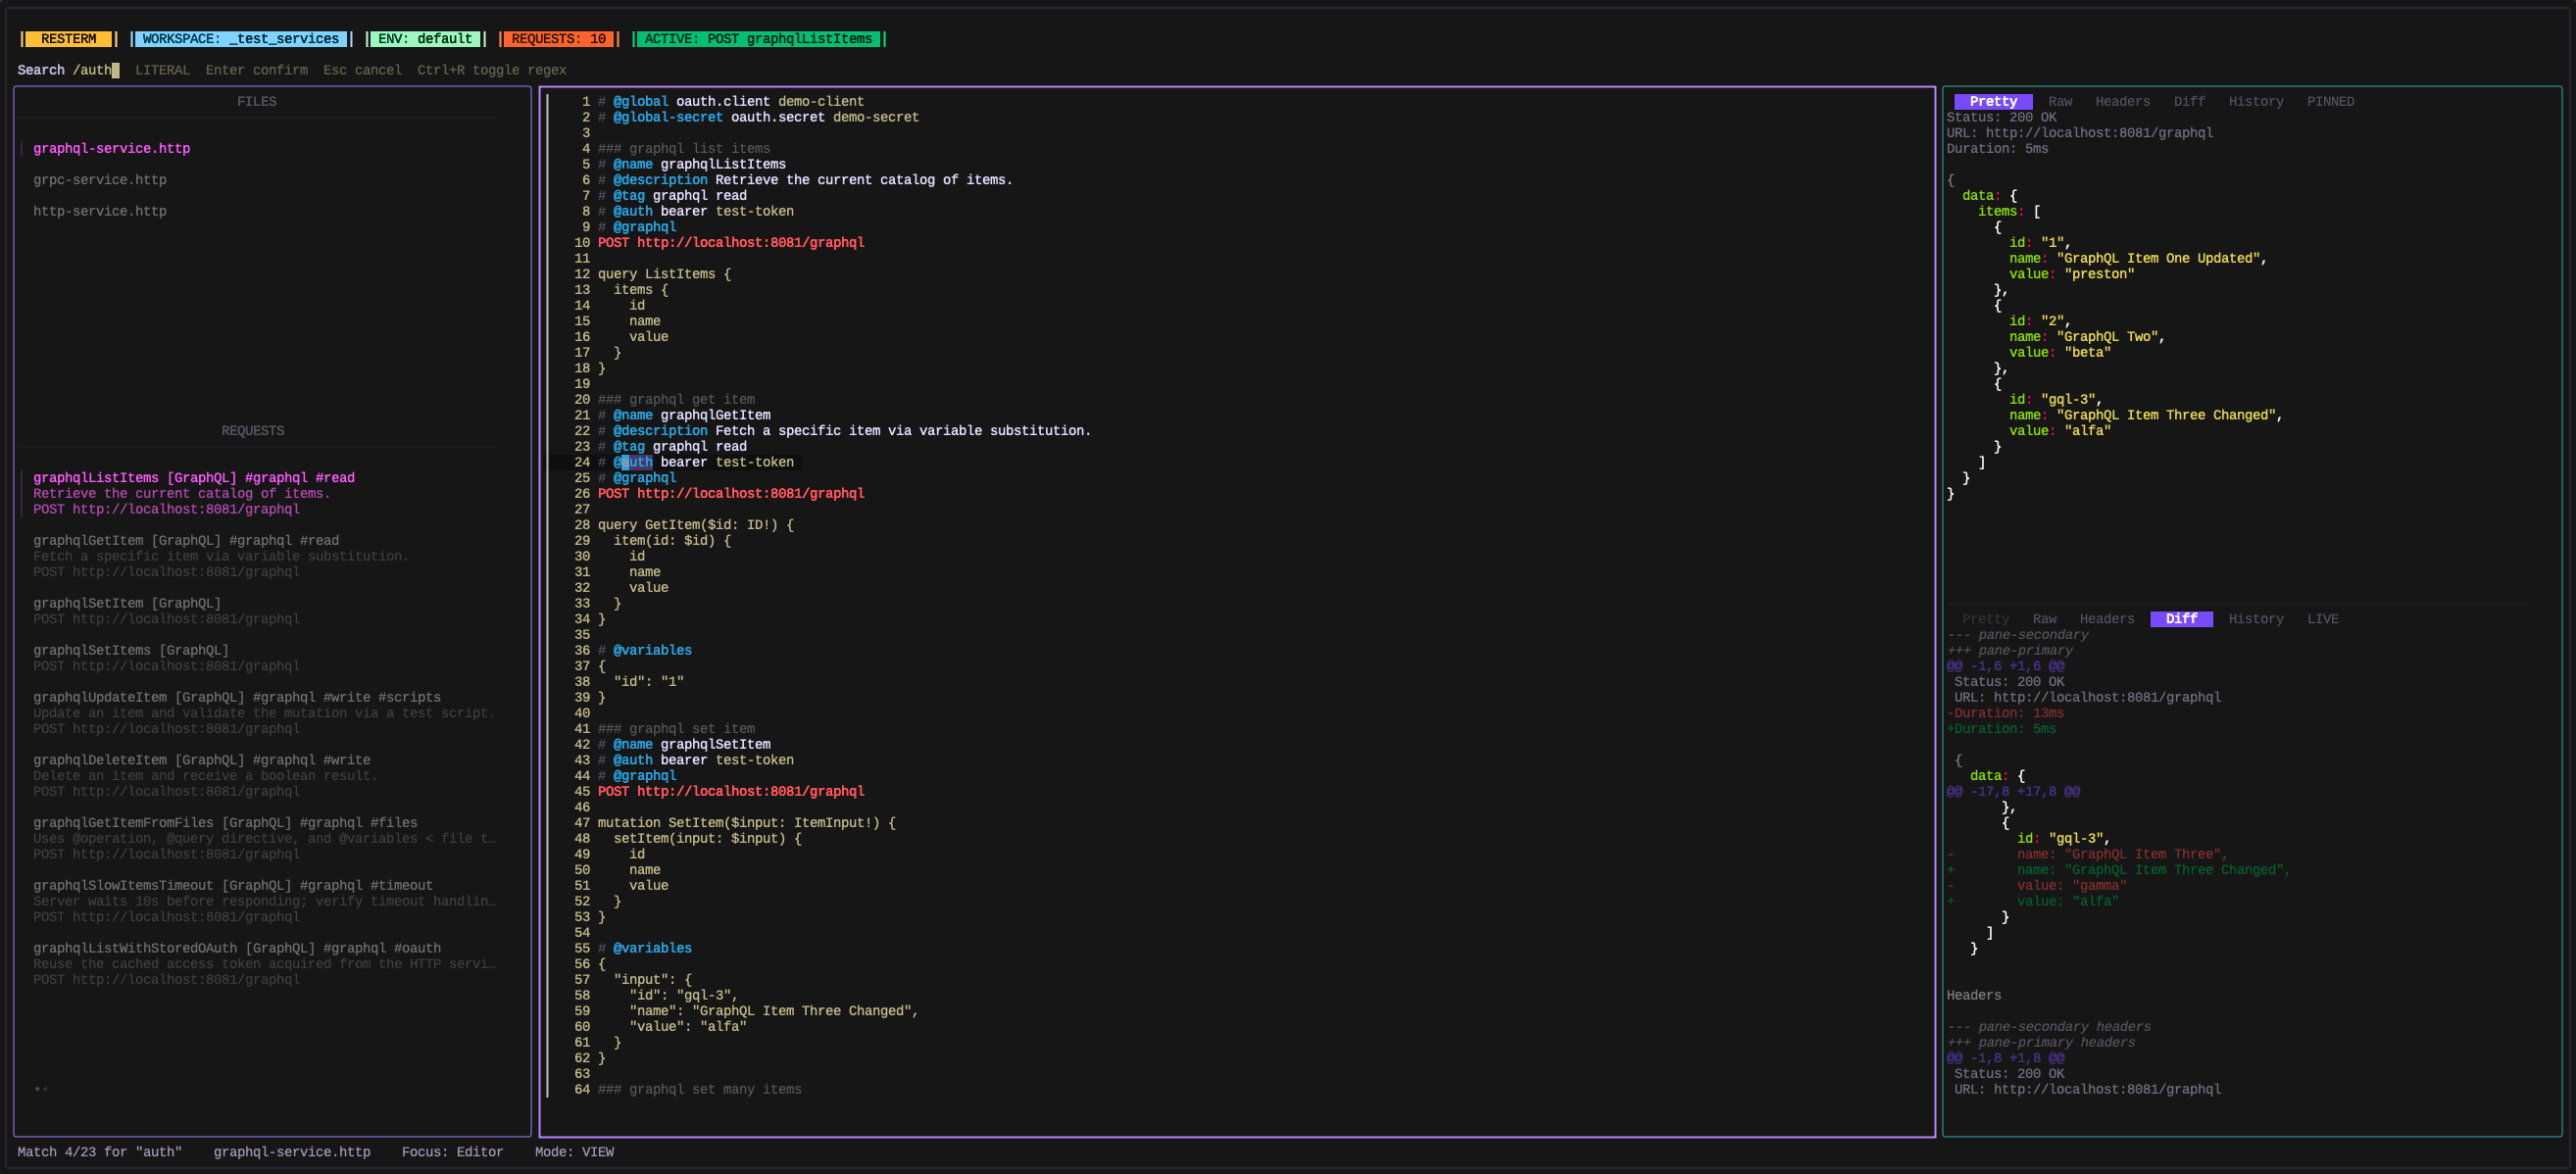 RESTERM WORKSPACE: _test_services ENV: default REQUESTS: 10 ACTIVE: POST graphqlListItems
Search /auth LITERAL Enter confirm Esc cancel Ctrl+R toggle regex
FILES
graphql-service.http
grpc-service.http
http-service.http
REQUESTS
graphqlListItems [GraphQL] #graphql #read
Retrieve the current catalog of items.
POST http://localhost:8081/graphql
graphqlGetItem [GraphQL] #graphql #read
Fetch a specific item via variable substitution.
POST http://localhost:8081/graphql
graphqlSetItem [GraphQL]
POST http://localhost:8081/graphql
graphqlSetItems [GraphQL]
POST http://localhost:8081/graphql
graphqlUpdateItem [GraphQL] #graphql #write #scripts
Update an item and validate the mutation via a test script.
POST http://localhost:8081/graphql
graphqlDeleteItem [GraphQL] #graphql #write
Delete an item and receive a boolean result.
POST http://localhost:8081/graphql
graphqlGetItemFromFiles [GraphQL] #graphql #files
Uses @operation, @query directive, and @variables < file t…
POST http://localhost:8081/graphql
graphqlSlowItemsTimeout [GraphQL] #graphql #timeout
Server waits 10s before responding; verify timeout handlin…
POST http://localhost:8081/graphql
graphqlListWithStoredOAuth [GraphQL] #graphql #oauth
Reuse the cached access token acquired from the HTTP servi…
POST http://localhost:8081/graphql
1 # @global oauth.client demo-client
2 # @global-secret oauth.secret demo-secret
3
4 ### graphql list items
5 # @name graphqlListItems
6 # @description Retrieve the current catalog of items.
7 # @tag graphql read
8 # @auth bearer test-token
9 # @graphql
10 POST http://localhost:8081/graphql
11
12 query ListItems {
13   items {
14     id
15     name
16     value
17   }
18 }
19
20 ### graphql get item
21 # @name graphqlGetItem
22 # @description Fetch a specific item via variable substitution.
23 # @tag graphql read
24 # @auth bearer test-token
25 # @graphql
26 POST http://localhost:8081/graphql
27
28 query GetItem($id: ID!) {
29   item(id: $id) {
30     id
31     name
32     value
33   }
34 }
35
36 # @variables
37 {
38   "id": "1"
39 }
40
41 ### graphql set item
42 # @name graphqlSetItem
43 # @auth bearer test-token
44 # @graphql
45 POST http://localhost:8081/graphql
46
47 mutation SetItem($input: ItemInput!) {
48   setItem(input: $input) {
49     id
50     name
51     value
52   }
53 }
54
55 # @variables
56 {
57   "input": {
58     "id": "gql-3",
59     "name": "GraphQL Item Three Changed",
60     "value": "alfa"
61   }
62 }
63
64 ### graphql set many items
Pretty Raw Headers Diff History PINNED
Status: 200 OK
URL: http://localhost:8081/graphql
Duration: 5ms
{
  data: {
    items: [
      {
        id: "1",
        name: "GraphQL Item One Updated",
        value: "preston"
      },
      {
        id: "2",
        name: "GraphQL Two",
        value: "beta"
      },
      {
        id: "gql-3",
        name: "GraphQL Item Three Changed",
        value: "alfa"
      }
    ]
  }
}
Pretty Raw Headers Diff History LIVE
--- pane-secondary
+++ pane-primary
@@ -1,6 +1,6 @@
 Status: 200 OK
 URL: http://localhost:8081/graphql
-Duration: 13ms
+Duration: 5ms
 {
   data: {
@@ -17,8 +17,8 @@
       },
       {
         id: "gql-3",
-        name: "GraphQL Item Three",
+        name: "GraphQL Item Three Changed",
-        value: "gamma"
+        value: "alfa"
       }
     ]
   }
Headers
--- pane-secondary headers
+++ pane-primary headers
@@ -1,8 +1,8 @@
 Status: 200 OK
 URL: http://localhost:8081/graphql
Match 4/23 for "auth" graphql-service.http Focus: Editor Mode: VIEW